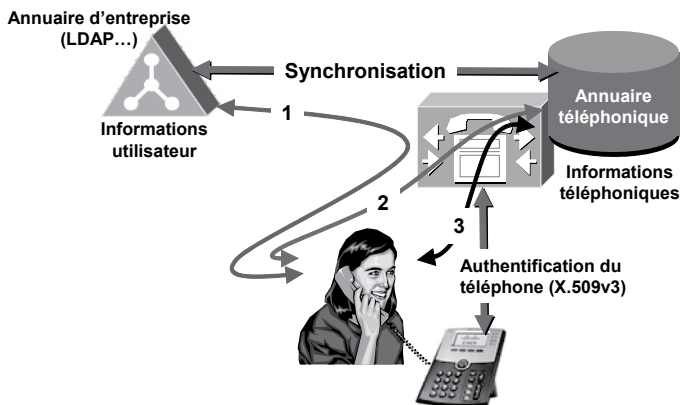 Annuaire d'entreprise
(LDAP…)
Synchronisation
Annuaire
téléphonique
1
Informations
utilisateur
Informations
téléphoniques
2
3
Authentification du
téléphone (X.509v3)